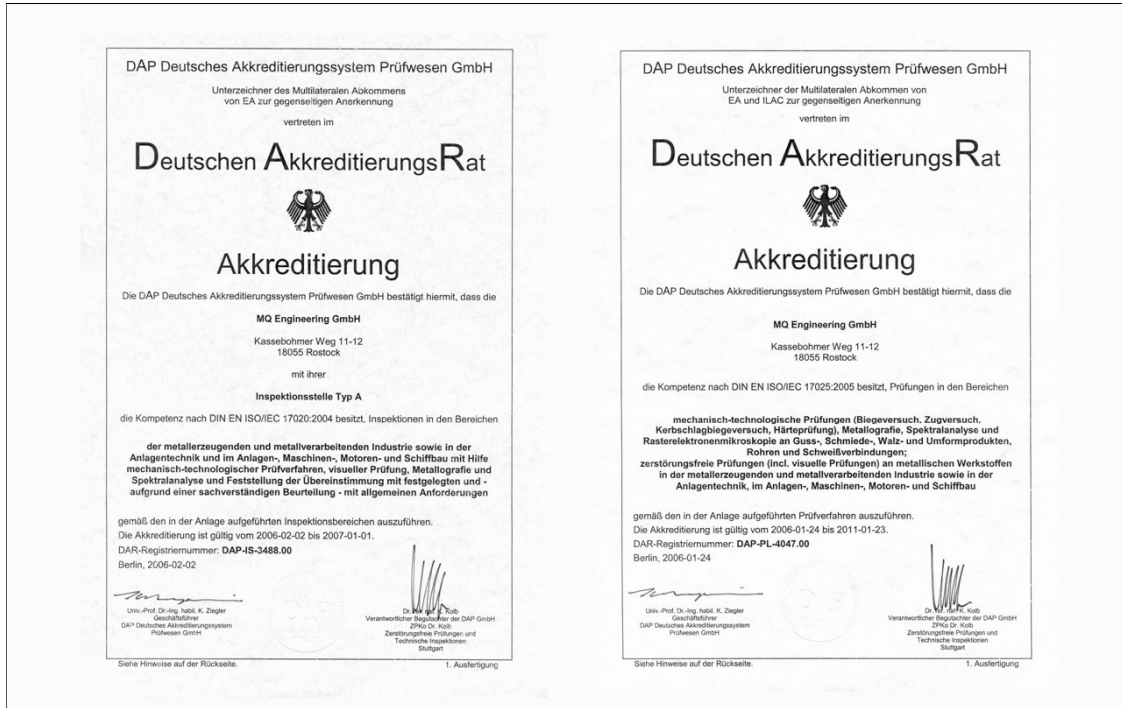 DAP Deutsches Akkreditierungssystem Prüfwesen GmbH
Unterzeichner des Multilateralen Abkommens
von EA zur gegenseitigen Anerkennung
vertreten im
Deutschen AkkreditierungsRat
Akkreditierung
Die DAP Deutsches Akkreditierungssystem Prüfwesen GmbH bestätigt hiermit, dass die
MQ Engineering GmbH
Kassebohmer Weg 11-12
18055 Rostock
mit ihrer
Inspektionsstelle Typ A
die Kompetenz nach DIN EN ISO/IEC 17020:2004 besitzt, Inspektionen in den Bereichen
der metallerzeugenden und metallverarbeitenden Industrie sowie in der
Anlagentechnik und im Anlagen-, Maschinen-, Motoren- und Schiffbau mit Hilfe
mechanisch-technologischer Prüfverfahren, visueller Prüfung, Metallografie und
Spektralanalyse und Feststellung der Übereinstimmung mit festgelegten und -
aufgrund einer sachverständigen Beurteilung - mit allgemeinen Anforderungen
gemäß den in der Anlage aufgeführten Inspektionsbereichen auszuführen.
Die Akkreditierung ist gültig vom 2006-02-02 bis 2007-01-01.
DAR-Registriernummer: DAP-IS-3488.00
Berlin, 2006-02-02
Univ.-Prof. Dr.-Ing. habil. K. Ziegler
Geschäftsführer
DAP Deutsches Akkreditierungssystem
Prüfwesen GmbH
Dr. rer. nat. K. Kolb
Verantwortlicher Begutachter der DAP GmbH
ZPKo Dr. Kolb
Zerstörungsfreie Prüfungen und
Technische Inspektionen
Stuttgart
Siehe Hinweise auf der Rückseite.
1. Ausfertigung
DAP Deutsches Akkreditierungssystem Prüfwesen GmbH
Unterzeichner der Multilateralen Abkommen von
EA und ILAC zur gegenseitigen Anerkennung
vertreten im
Deutschen AkkreditierungsRat
Akkreditierung
Die DAP Deutsches Akkreditierungssystem Prüfwesen GmbH bestätigt hiermit, dass die
MQ Engineering GmbH
Kassebohmer Weg 11-12
18055 Rostock
die Kompetenz nach DIN EN ISO/IEC 17025:2005 besitzt, Prüfungen in den Bereichen
mechanisch-technologische Prüfungen (Biegeversuch, Zugversuch,
Kerbschlagbiegeversuch, Härteprüfung), Metallografie, Spektralanalyse und
Rasterelektronenmikroskopie an Guss-, Schmiede-, Walz- und Umformprodukten,
Rohren und Schweißverbindungen;
zerstörungsfreie Prüfungen (incl. visuelle Prüfungen) an metallischen Werkstoffen
in der metallerzeugenden und metallverarbeitenden Industrie sowie in der
Anlagentechnik, im Anlagen-, Maschinen-, Motoren- und Schiffbau
gemäß den in der Anlage aufgeführten Prüfverfahren auszuführen.
Die Akkreditierung ist gültig vom 2006-01-24 bis 2011-01-23.
DAR-Registriernummer: DAP-PL-4047.00
Berlin, 2006-01-24
Univ.-Prof. Dr.-Ing. habil. K. Ziegler
Geschäftsführer
DAP Deutsches Akkreditierungssystem
Prüfwesen GmbH
Dr. rer. nat. K. Kolb
Verantwortlicher Begutachter der DAP GmbH
ZPKo Dr. Kolb
Zerstörungsfreie Prüfungen und
Technische Inspektionen
Stuttgart
Siehe Hinweise auf der Rückseite.
1. Ausfertigung